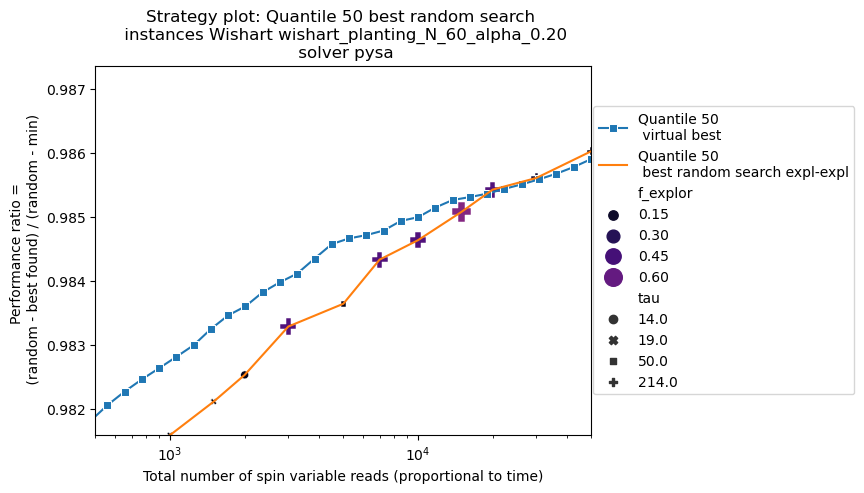 Strategy plot: Quantile 50 best random search
instances Wishart wishart_planting_N_60_alpha_0.20
solver pysa
0.987
0.986
0.985
0.984
0.983
0.982
Performance ratio =
(random - best found) / (random - min)
10³
10⁴
Total number of spin variable reads (proportional to time)
Quantile 50
virtual best
Quantile 50
best random search expl-expl
f_explor
0.15
0.30
0.45
0.60
tau
14.0
19.0
50.0
214.0